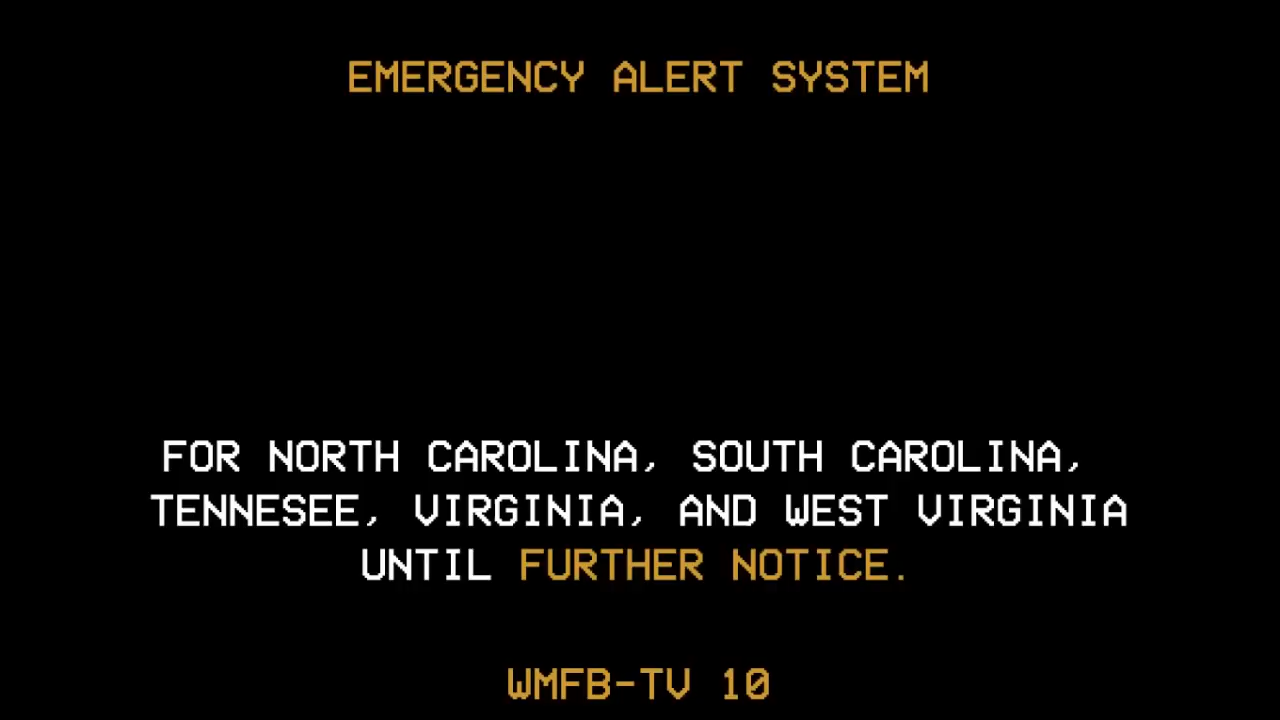 EMERGENCY ALERT SYSTEM
FOR NORTH CAROLINA, SOUTH CAROLINA,
TENNESEE, VIRGINIA, AND WEST VIRGINIA
UNTIL FURTHER NOTICE.
WMFB-TV 10